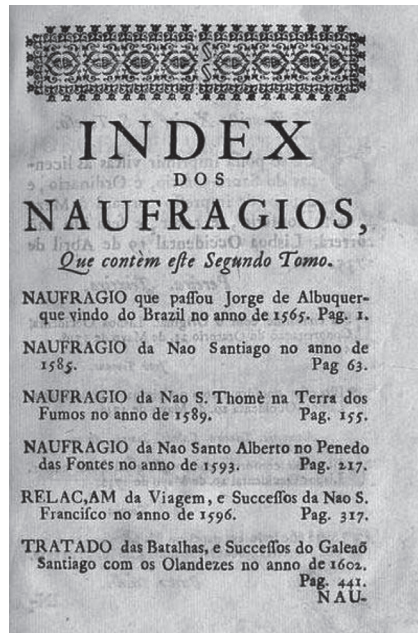 INDEX
DOS
NAUFRAGIOS,
Que contèm eſte Segundo Tomo.
NAUFRAGIO que paſſou Jorge de Albuquer-
que vindo do Brazil no anno de 1565. Pag. 1.
NAUFRAGIO da Nao Santiago no anno de
1585. Pag 63.
NAUFRAGIO da Nao S. Thomè na Terra dos
Fumos no anno de 1589. Pag. 155.
NAUFRAGIO da Nao Santo Alberto no Penedo
das Fontes no anno de 1593. Pag. 217.
RELAC,AM da Viagem, e Succeſſos da Nao S.
Franciſco no anno de 1596. Pag. 317.
TRATADO das Batalhas, e Succeſſos do Galeaõ
Santiago com os Olandezes no anno de 1602.
Pag. 441.
NAU-